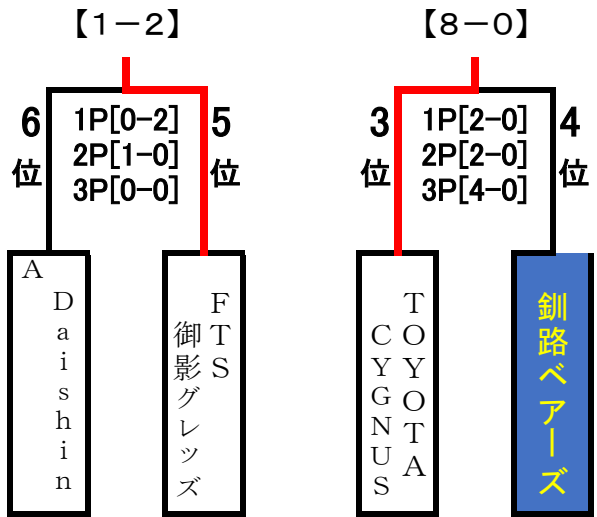 【1－2】
6位
1P[0-2]
2P[1-0]
3P[0-0]
5位
A
Daishin
FTS
御影グレッズ
【8－0】
3位
1P[2-0]
2P[2-0]
3P[4-0]
4位
TOYOTA
CYGNUS
釧路ベアーズ